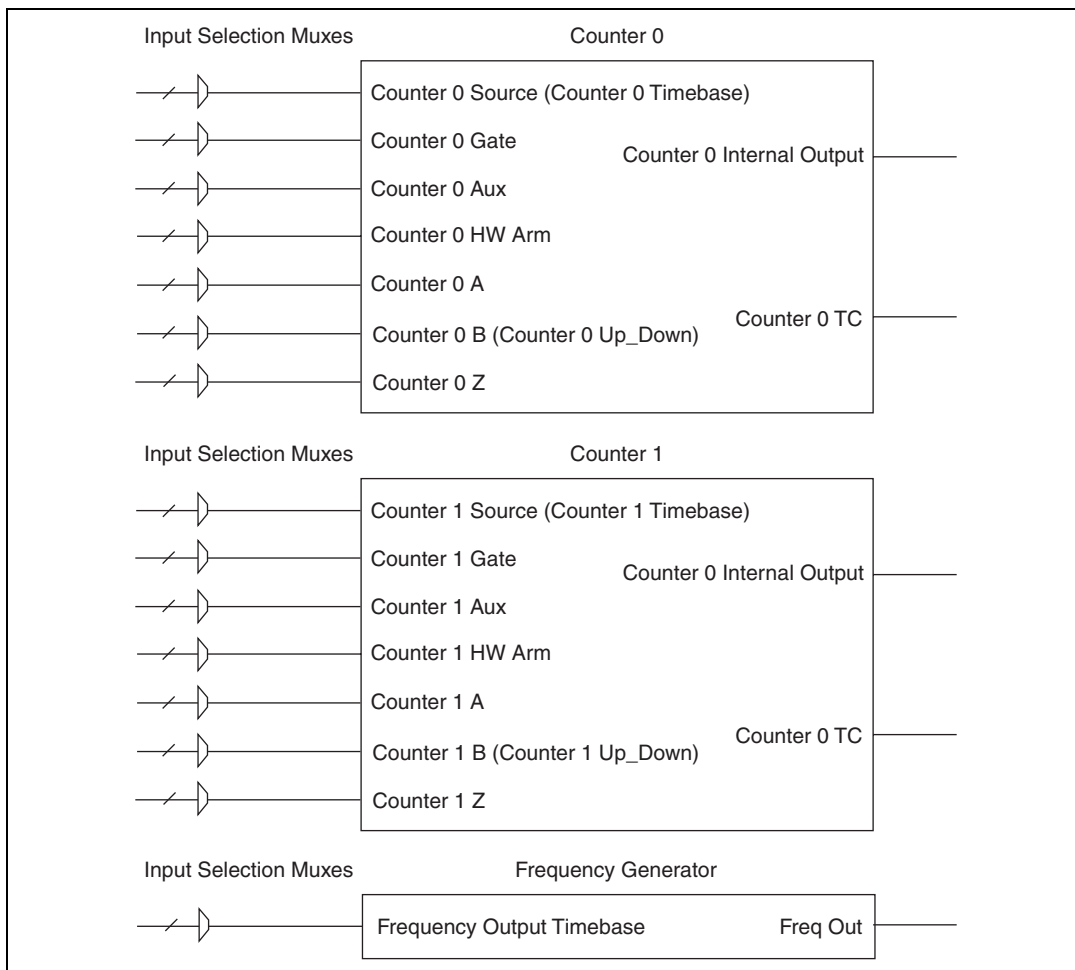 Input Selection Muxes
Counter 0
Counter 0 Source (Counter 0 Timebase)
Counter 0 Gate
Counter 0 Internal Output
Counter 0 Aux
Counter 0 HW Arm
Counter 0 A
Counter 0 TC
Counter 0 B (Counter 0 Up_Down)
Counter 0 Z
Input Selection Muxes
Counter 1
Counter 1 Source (Counter 1 Timebase)
Counter 1 Gate
Counter 0 Internal Output
Counter 1 Aux
Counter 1 HW Arm
Counter 1 A
Counter 0 TC
Counter 1 B (Counter 1 Up_Down)
Counter 1 Z
Input Selection Muxes
Frequency Generator
Frequency Output Timebase
Freq Out